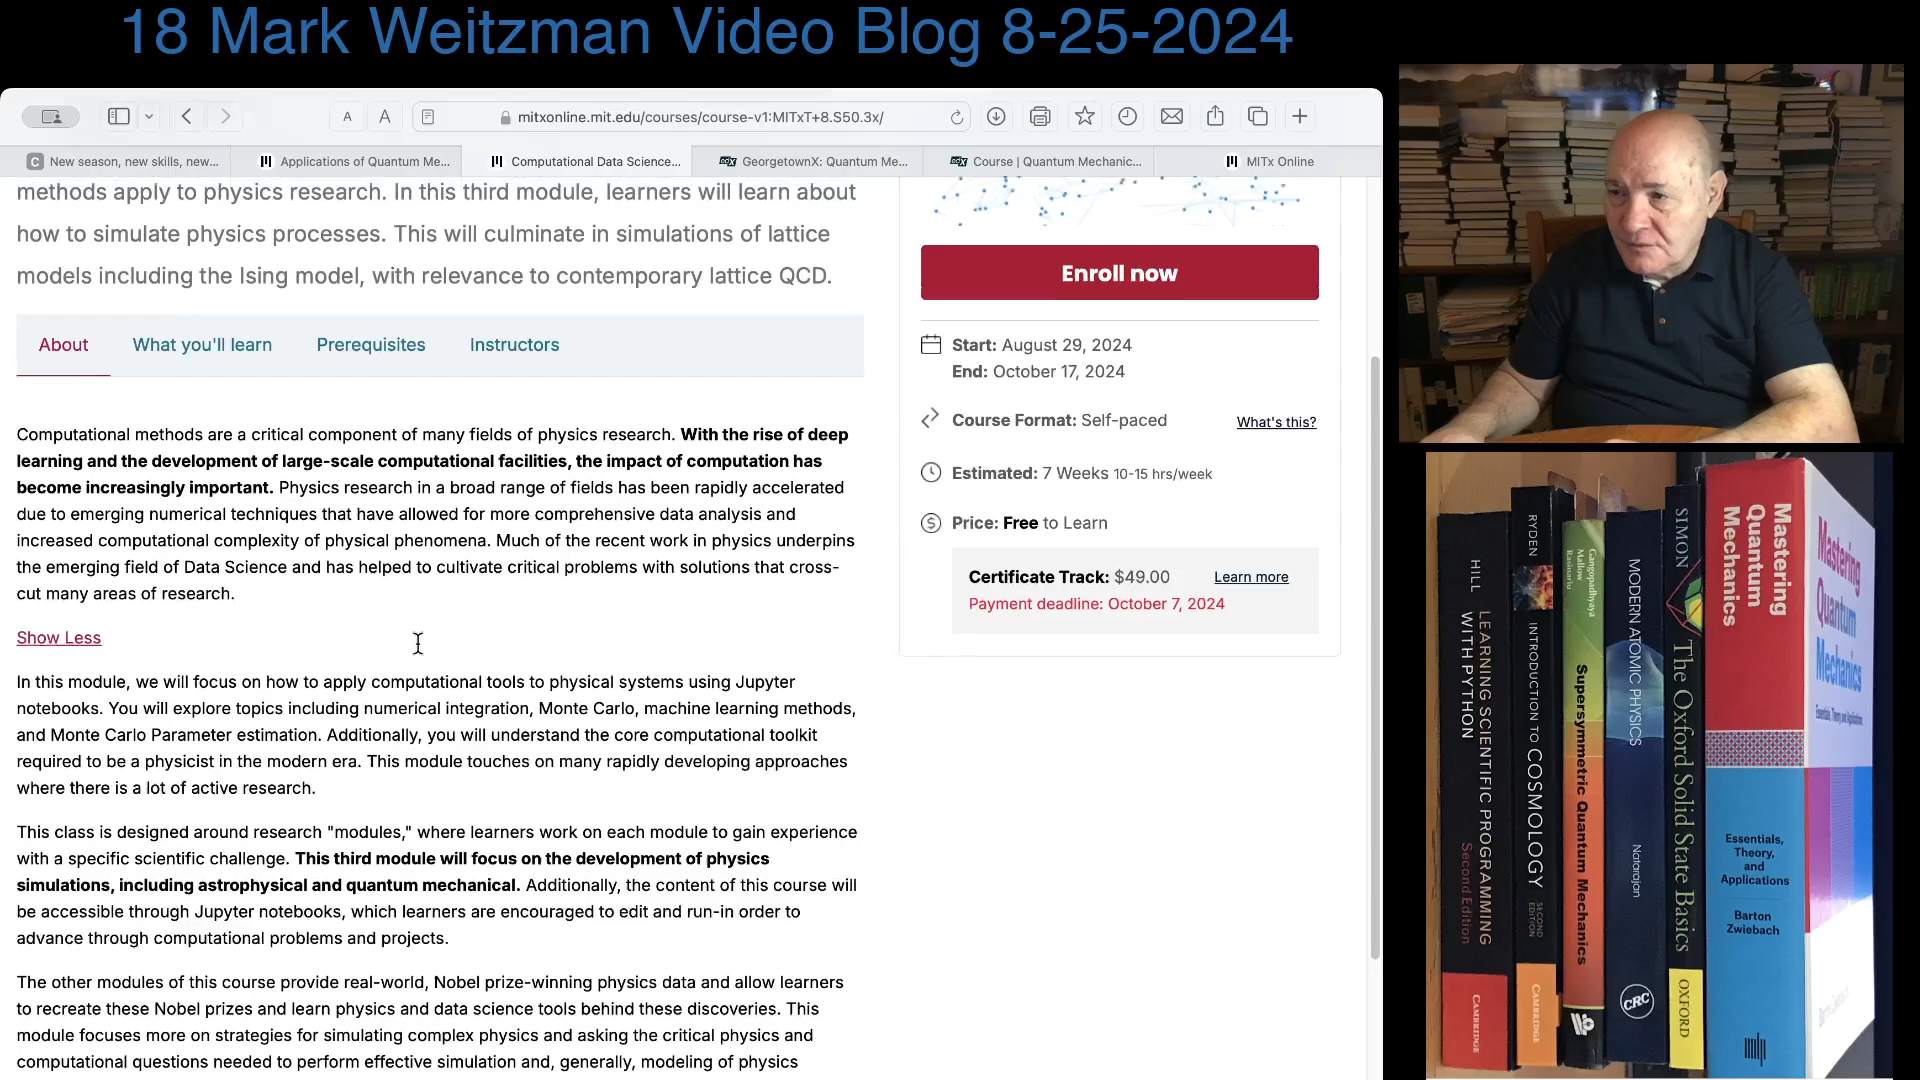 18 Mark Weitzman Video Blog 8-25-2024
A
A
mitxonline.mit.edu/courses/course-v1:MITxT+8.S50.3x/
C New season, new skills, new...
Applications of Quantum Me...
Computational Data Science...
edX GeorgetownX: Quantum Me...
edX Course | Quantum Mechanic...
MITx Online
methods apply to physics research. In this third module, learners will learn about
how to simulate physics processes. This will culminate in simulations of lattice
models including the Ising model, with relevance to contemporary lattice QCD.
About
What you'll learn
Prerequisites
Instructors
Computational methods are a critical component of many fields of physics research. With the rise of deep
learning and the development of large-scale computational facilities, the impact of computation has
become increasingly important. Physics research in a broad range of fields has been rapidly accelerated
due to emerging numerical techniques that have allowed for more comprehensive data analysis and
increased computational complexity of physical phenomena. Much of the recent work in physics underpins
the emerging field of Data Science and has helped to cultivate critical problems with solutions that cross-
cut many areas of research.
Show Less
In this module, we will focus on how to apply computational tools to physical systems using Jupyter
notebooks. You will explore topics including numerical integration, Monte Carlo, machine learning methods,
and Monte Carlo Parameter estimation. Additionally, you will understand the core computational toolkit
required to be a physicist in the modern era. This module touches on many rapidly developing approaches
where there is a lot of active research.
This class is designed around research "modules," where learners work on each module to gain experience
with a specific scientific challenge. This third module will focus on the development of physics
simulations, including astrophysical and quantum mechanical. Additionally, the content of this course will
be accessible through Jupyter notebooks, which learners are encouraged to edit and run-in order to
advance through computational problems and projects.
The other modules of this course provide real-world, Nobel prize-winning physics data and allow learners
to recreate these Nobel prizes and learn physics and data science tools behind these discoveries. This
module focuses more on strategies for simulating complex physics and asking the critical physics and
computational questions needed to perform effective simulation and, generally, modeling of physics
Enroll now
Start: August 29, 2024
End: October 17, 2024
Course Format: Self-paced
What's this?
Estimated: 7 Weeks 10-15 hrs/week
Price: Free to Learn
Certificate Track: $49.00
Learn more
Payment deadline: October 7, 2024
HILL
LEARNING SCIENTIFIC PROGRAMMING
WITH PYTHON
Second Edition
CAMBRIDGE
RYDEN
INTRODUCTION TO COSMOLOGY
SECOND EDITION
CAMBRIDGE
Gangopadhyaya
Mallow
Rasinariu
Supersymmetric Quantum Mechanics
MODERN ATOMIC PHYSICS
Natarajan
CRC
SIMON
The Oxford Solid State Basics
OXFORD
Mastering
Quantum
Mechanics
Essentials,
Theory,
and
Applications
Barton
Zwiebach
Mastering
Quantum
Mechanics
Essentials, Theory, and Applications